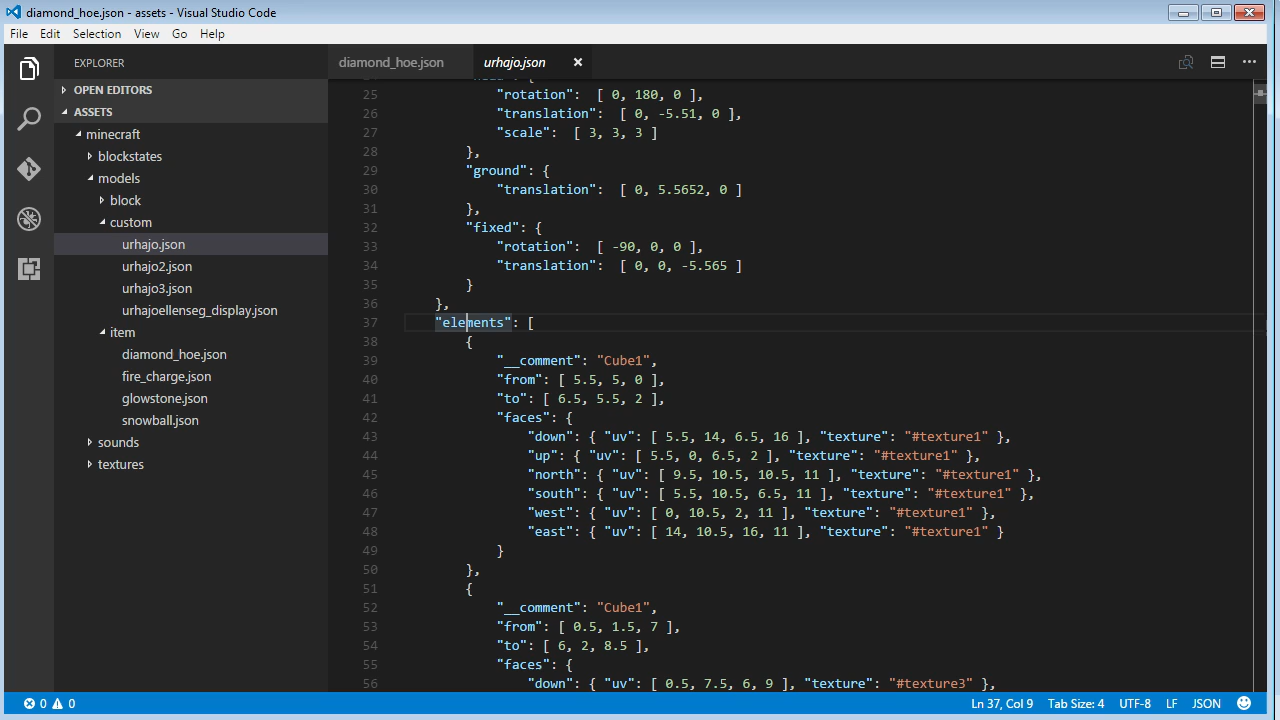 diamond_hoe.json - assets - Visual Studio Code
File Edit Selection View Go Help
EXPLORER
OPEN EDITORS
ASSETS
minecraft
blockstates
models
block
custom
urhajo.json
urhajo2.json
urhajo3.json
urhajoellenseg_display.json
item
diamond_hoe.json
fire_charge.json
glowstone.json
snowball.json
sounds
textures
diamond_hoe.json urhajo.json
25 "rotation": [ 0, 180, 0 ],
26 "translation": [ 0, -5.51, 0 ],
27 "scale": [ 3, 3, 3 ]
28 },
29 "ground": {
30 "translation": [ 0, 5.5652, 0 ]
31 },
32 "fixed": {
33 "rotation": [ -90, 0, 0 ],
34 "translation": [ 0, 0, -5.565 ]
35 }
36 },
37 "elements": [
38 {
39 "__comment": "Cube1",
40 "from": [ 5.5, 5, 0 ],
41 "to": [ 6.5, 5.5, 2 ],
42 "faces": {
43 "down": { "uv": [ 5.5, 14, 6.5, 16 ], "texture": "#texture1" },
44 "up": { "uv": [ 5.5, 0, 6.5, 2 ], "texture": "#texture1" },
45 "north": { "uv": [ 9.5, 10.5, 10.5, 11 ], "texture": "#texture1" },
46 "south": { "uv": [ 5.5, 10.5, 6.5, 11 ], "texture": "#texture1" },
47 "west": { "uv": [ 0, 10.5, 2, 11 ], "texture": "#texture1" },
48 "east": { "uv": [ 14, 10.5, 16, 11 ], "texture": "#texture1" }
49 }
50 },
51 {
52 "__comment": "Cube1",
53 "from": [ 0.5, 1.5, 7 ],
54 "to": [ 6, 2, 8.5 ],
55 "faces": {
56 "down": { "uv": [ 0.5, 7.5, 6, 9 ], "texture": "#texture3" },
0 0 Ln 37, Col 9 Tab Size: 4 UTF-8 LF JSON